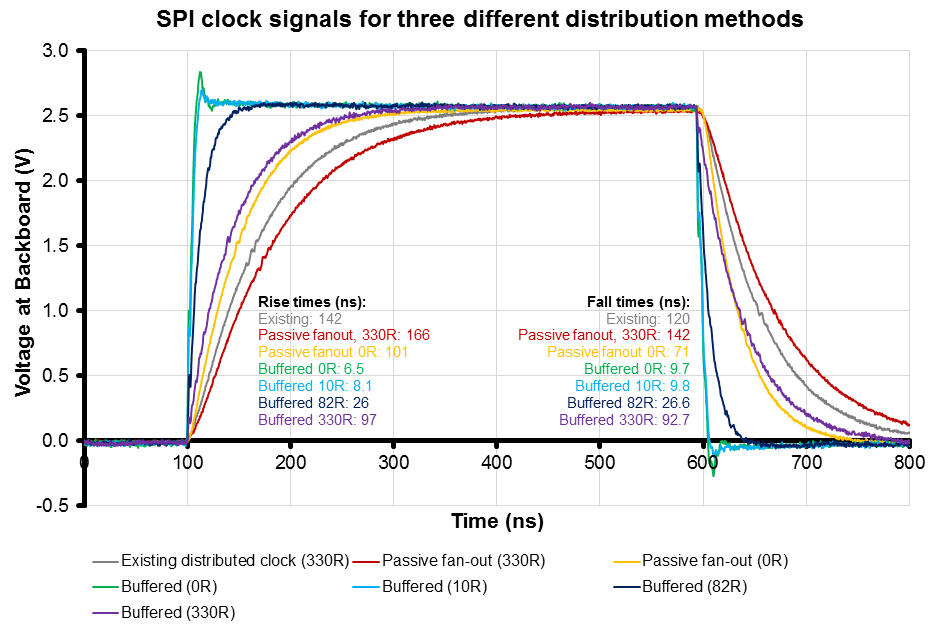 SPI clock signals for three different distribution methods
3.0
2.5
2.0
1.5
1.0
0.5
0.0
-0.5
Voltage at Backboard (V)
Rise times (ns):
Existing: 142
Passive fanout, 330R: 166
Passive fanout 0R: 101
Buffered 0R: 6.5
Buffered 10R: 8.1
Buffered 82R: 26
Buffered 330R: 97
Fall times (ns):
Existing: 120
Passive fanout, 330R: 142
Passive fanout 0R: 71
Buffered 0R: 9.7
Buffered 10R: 9.8
Buffered 82R: 26.6
Buffered 330R: 92.7
0 100 200 300 400 500 600 700 800
Time (ns)
Existing distributed clock (330R) Passive fan-out (330R) Passive fan-out (0R)
Buffered (0R) Buffered (10R) Buffered (82R)
Buffered (330R)